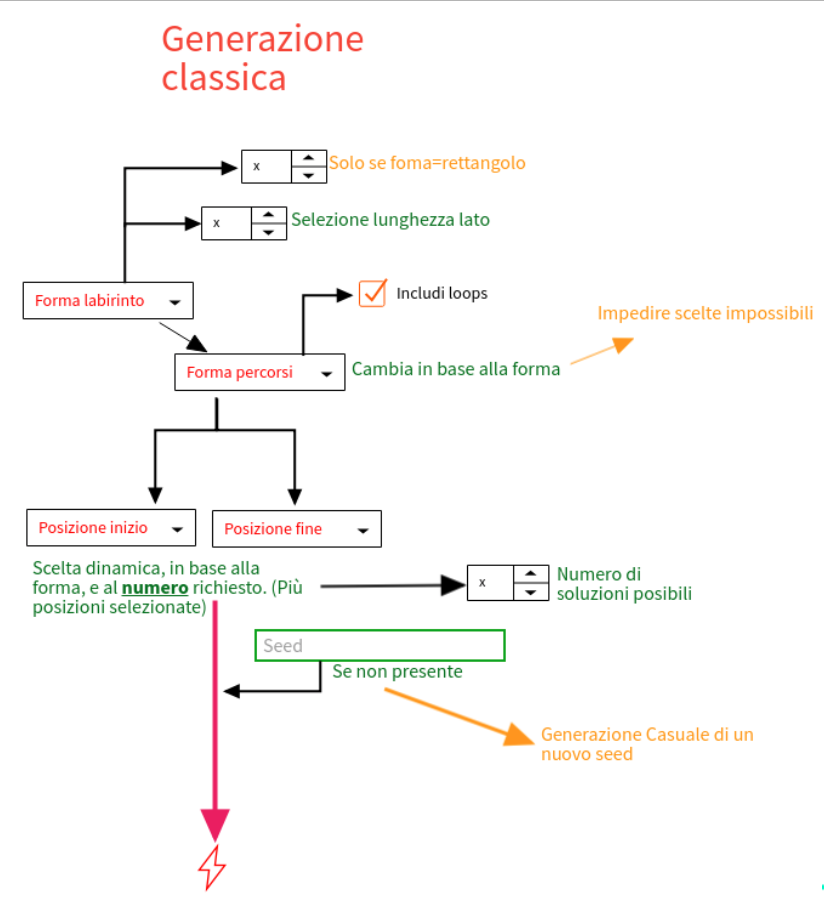 Generazione
classica
x
Solo se foma=rettangolo
x
Selezione lunghezza lato
Forma labirinto
Includi loops
Impedire scelte impossibili
Forma percorsi
Cambia in base alla forma
Posizione inizio
Posizione fine
Scelta dinamica, in base alla
forma, e al numero richiesto. (Più
posizioni selezionate)
x
Numero di
soluzioni posibili
Seed
Se non presente
Generazione Casuale di un
nuovo seed